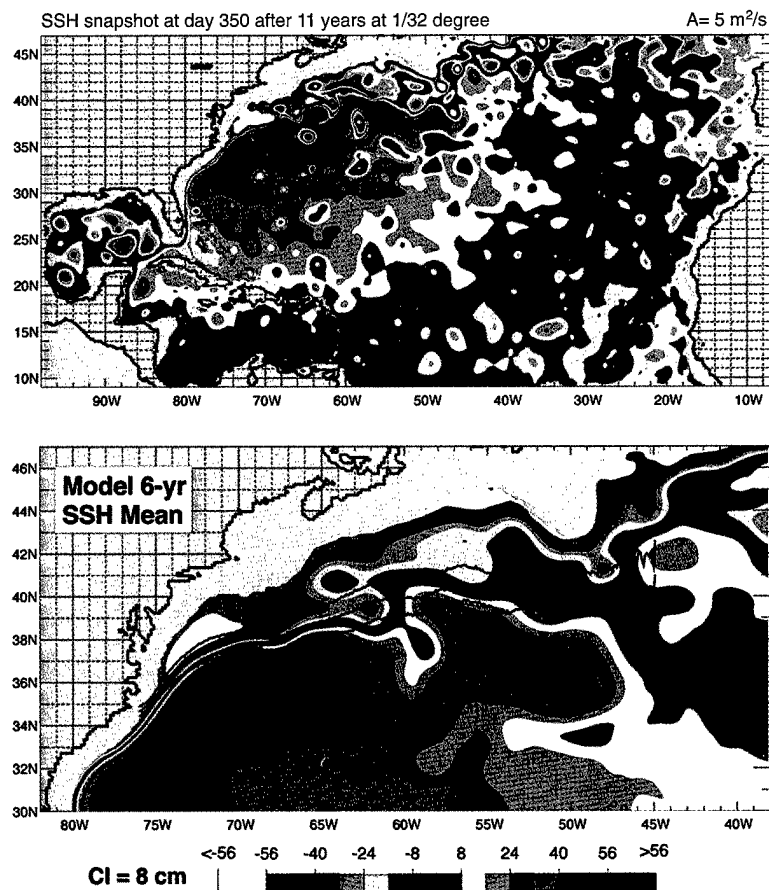 SSH snapshot at day 350 after 11 years at 1/32 degree A= 5 m²/s
45N
40N
35N
30N
25N
20N
15N
10N
90W 80W 70W 60W 50W 40W 30W 20W 10W
46N
44N
42N
40N
38N
36N
34N
32N
30N
Model 6-yr
SSH Mean
80W 75W 70W 65W 60W 55W 50W 45W 40W
<-56 -56 -40 -24 -8 8 24 40 56 >56
CI = 8 cm